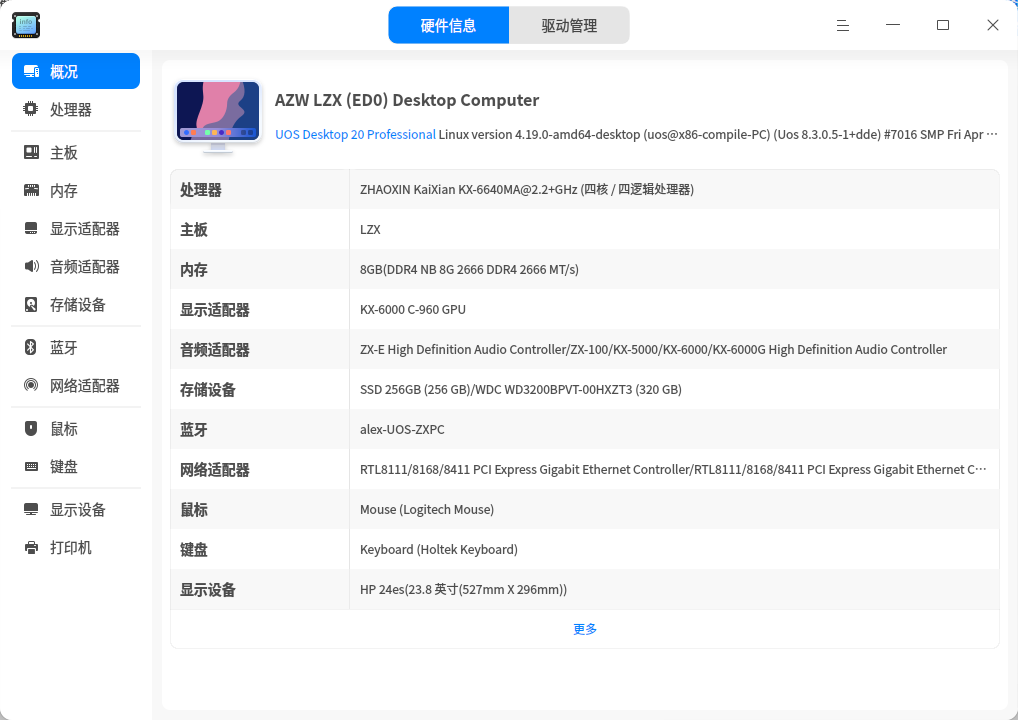 info
硬件信息 驱动管理
概况
处理器
主板
内存
显示适配器
音频适配器
存储设备
蓝牙
网络适配器
鼠标
键盘
显示设备
打印机
AZW LZX (ED0) Desktop Computer
UOS Desktop 20 Professional Linux version 4.19.0-amd64-desktop (uos@x86-compile-PC) (Uos 8.3.0.5-1+dde) #7016 SMP Fri Apr ···
处理器 ZHAOXIN KaiXian KX-6640MA@2.2+GHz (四核 / 四逻辑处理器)
主板 LZX
内存 8GB(DDR4 NB 8G 2666 DDR4 2666 MT/s)
显示适配器 KX-6000 C-960 GPU
音频适配器 ZX-E High Definition Audio Controller/ZX-100/KX-5000/KX-6000/KX-6000G High Definition Audio Controller
存储设备 SSD 256GB (256 GB)/WDC WD3200BPVT-00HXZT3 (320 GB)
蓝牙 alex-UOS-ZXPC
网络适配器 RTL8111/8168/8411 PCI Express Gigabit Ethernet Controller/RTL8111/8168/8411 PCI Express Gigabit Ethernet C···
鼠标 Mouse (Logitech Mouse)
键盘 Keyboard (Holtek Keyboard)
显示设备 HP 24es(23.8 英寸(527mm X 296mm))
更多